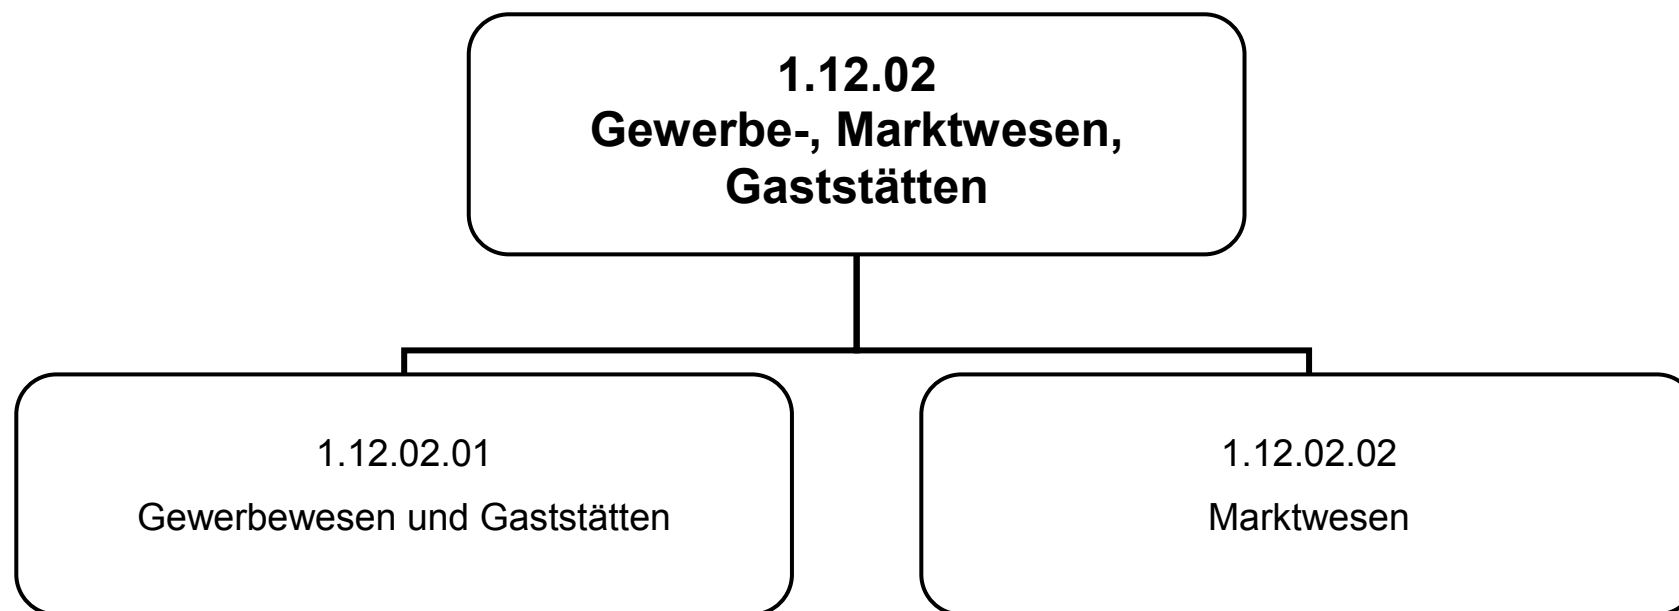 1.12.02
Gewerbe-, Marktwesen,
Gaststätten
1.12.02.01
Gewerbewesen und Gaststätten
1.12.02.02
Marktwesen